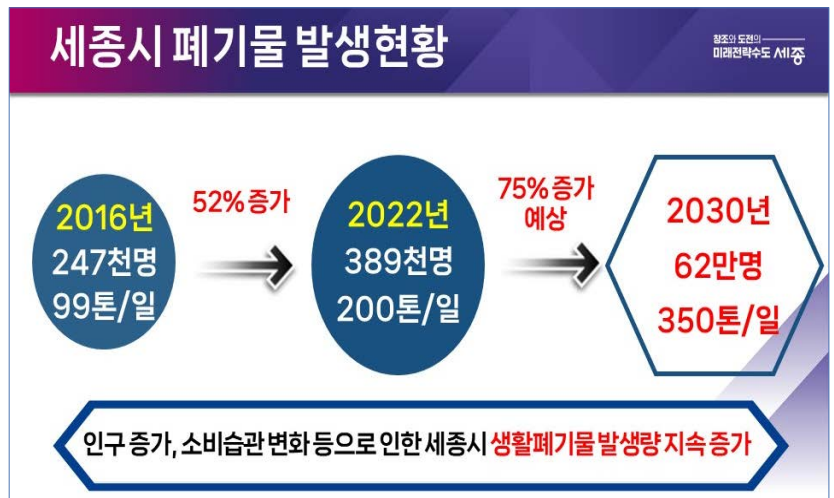 세종시 폐기물 발생현황
창조와 도전의
미래전략수도 세종
2016년
247천명
99톤/일
52% 증가
2022년
389천명
200톤/일
75% 증가
예상
2030년
62만명
350톤/일
인구 증가, 소비습관 변화 등으로 인한 세종시 생활폐기물 발생량 지속 증가